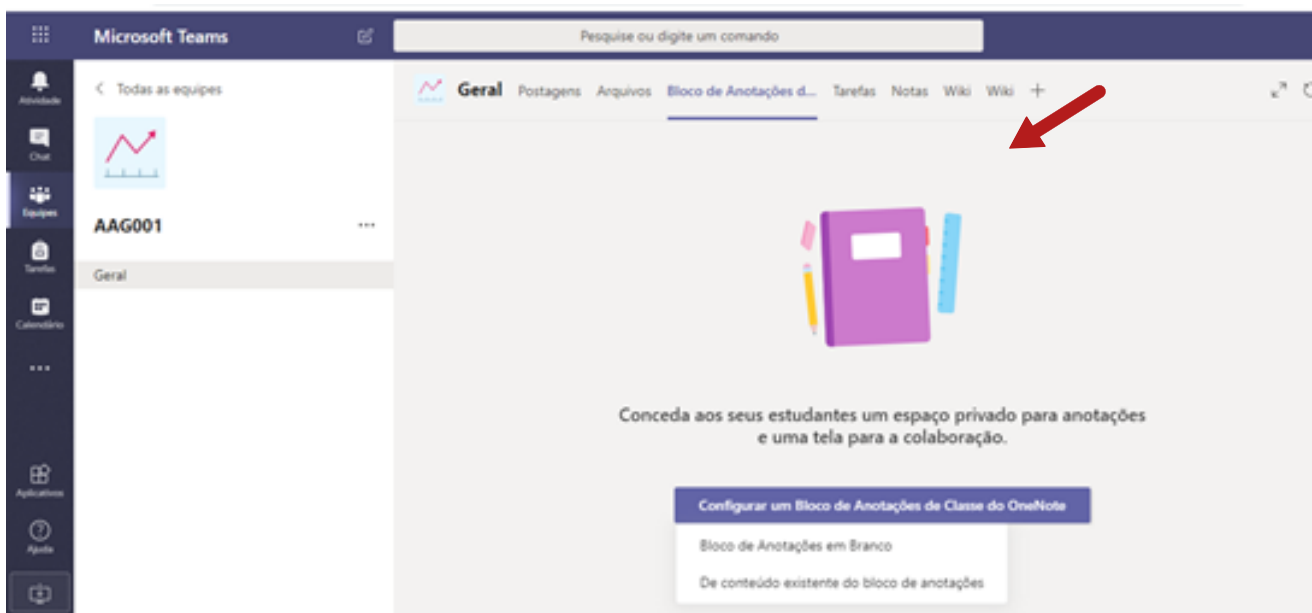 Microsoft Teams
Pesquise ou digite um comando
Atividade
Chat
Equipes
Tarefas
Calendário
Aplicativos
Ajuda
Todas as equipes
AAG001
Geral
Geral Postagens Arquivos Bloco de Anotações d... Tarefas Notas Wiki Wiki
Conceda aos seus estudantes um espaço privado para anotações
e uma tela para a colaboração.
Configurar um Bloco de Anotações de Classe do OneNote
Bloco de Anotações em Branco
De conteúdo existente do bloco de anotações